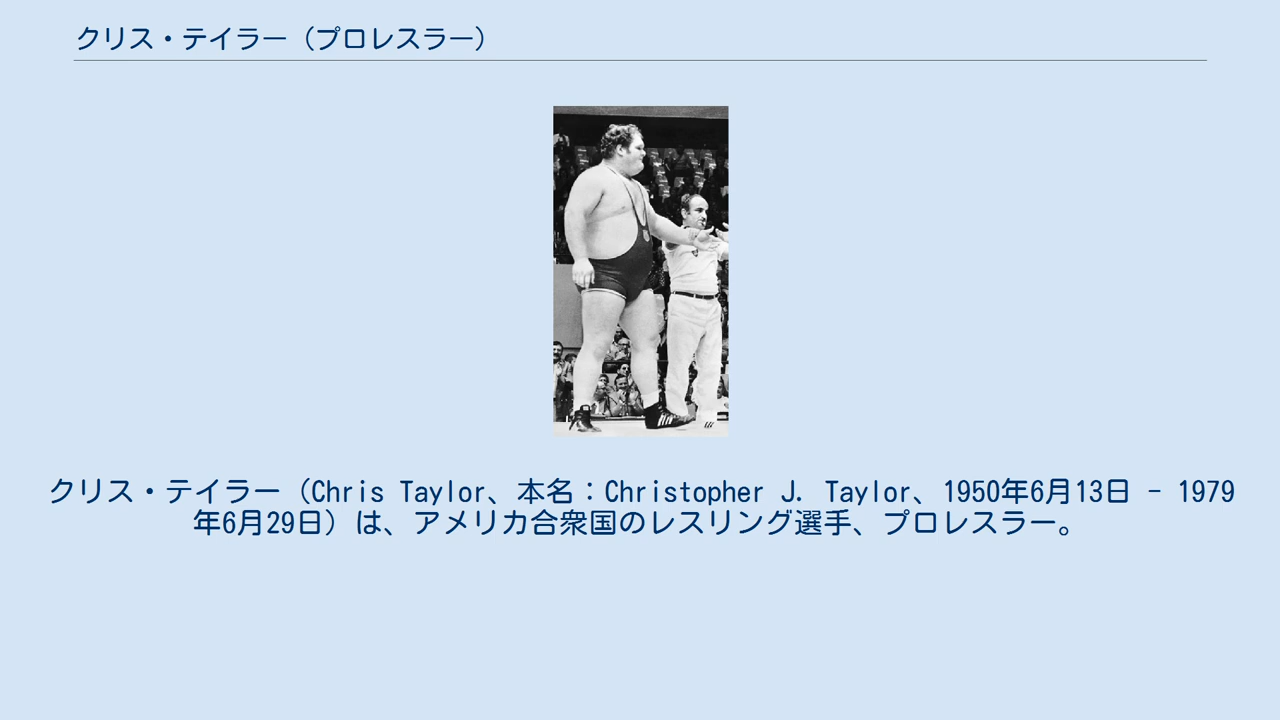 クリス・テイラー（プロレスラー）
クリス・テイラー（Chris Taylor、本名：Christopher J. Taylor、1950年6月13日 - 1979
年6月29日）は、アメリカ合衆国のレスリング選手、プロレスラー。